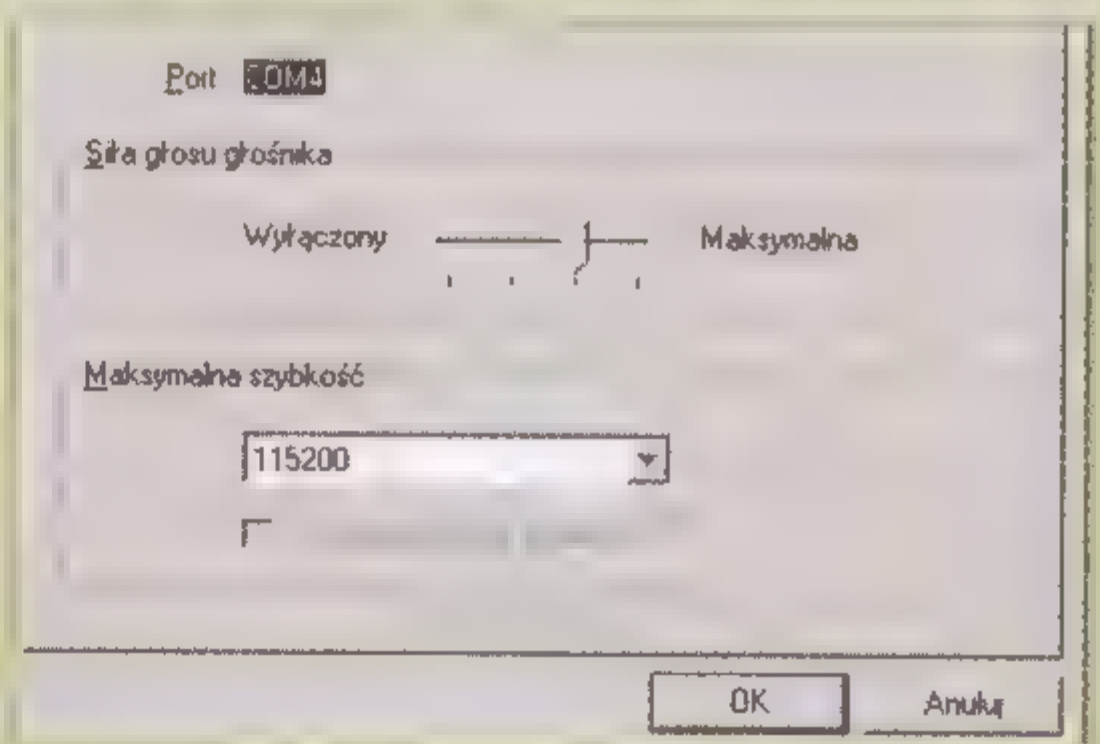 Port COM4
Siła głosu głośnika
Wyłączony Maksymalna
Maksymalna szybkość
115200
OK Anuluj